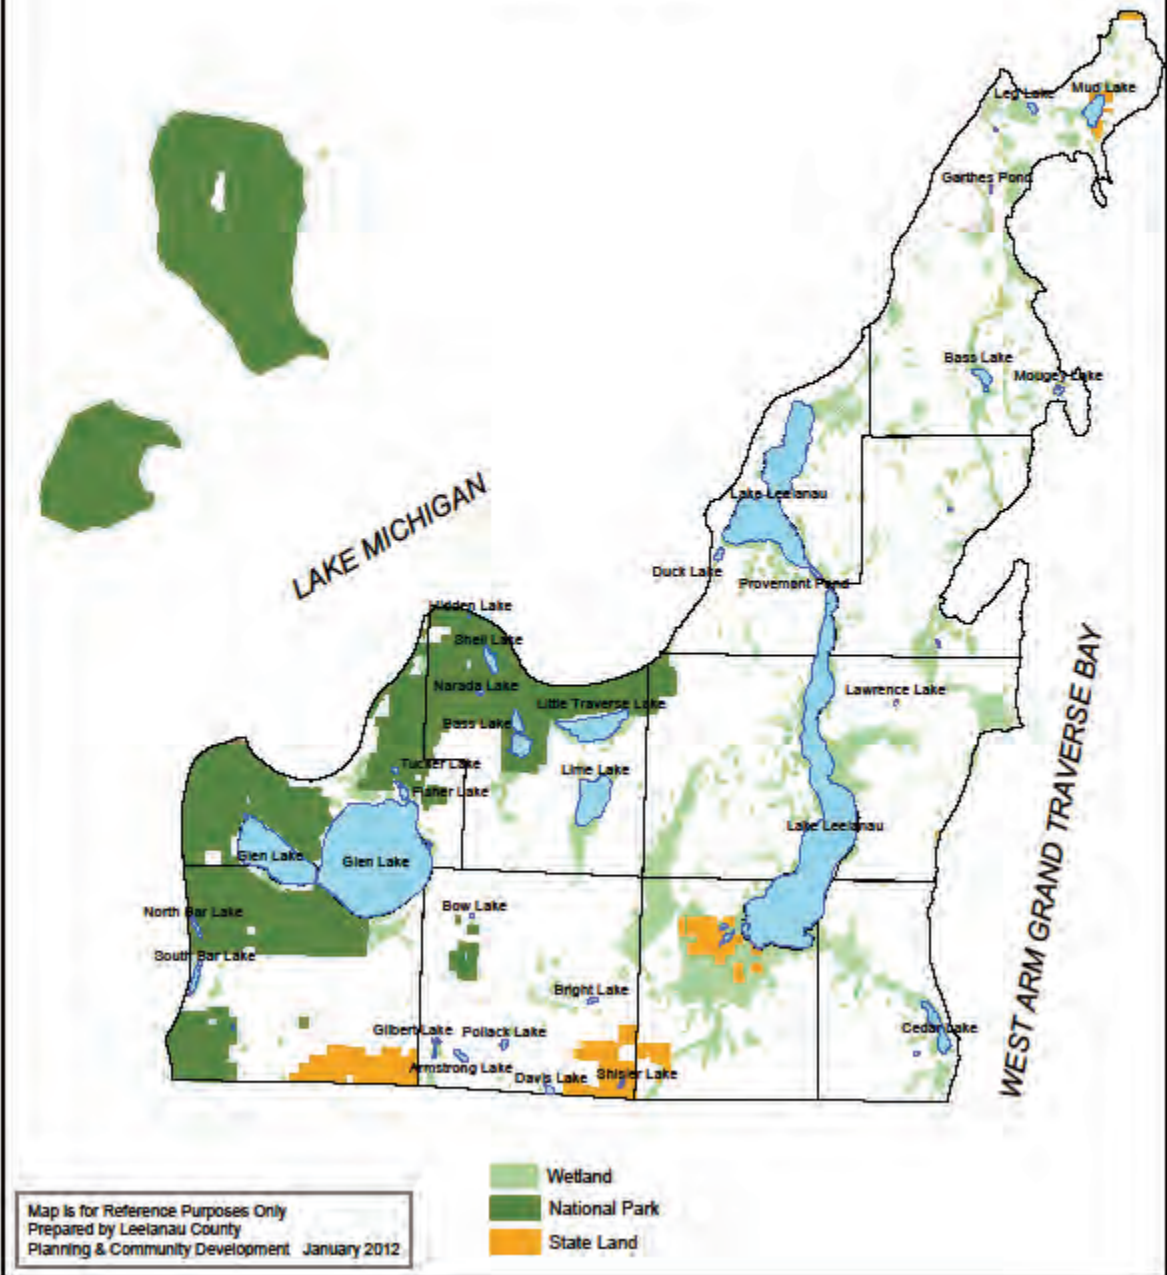 Leg Lake
Mud Lake
Garthes Pond
Bass Lake
Mougey Lake
Lake Leelanau
LAKE MICHIGAN
Duck Lake
Provemont Pond
Hidden Lake
Shell Lake
Narada Lake
Lawrence Lake
Little Traverse Lake
Bass Lake
Tucker Lake
Lime Lake
Fisher Lake
Lake Leelanau
Glen Lake
Glen Lake
WEST ARM GRAND TRAVERSE BAY
North Bar Lake
Bow Lake
South Bar Lake
Bright Lake
Gilbert Lake
Pollack Lake
Cedar Lake
Armstrong Lake
Davis Lake
Shisler Lake
Wetland
National Park
State Land
Map is for Reference Purposes Only
Prepared by Leelanau County
Planning & Community Development January 2012